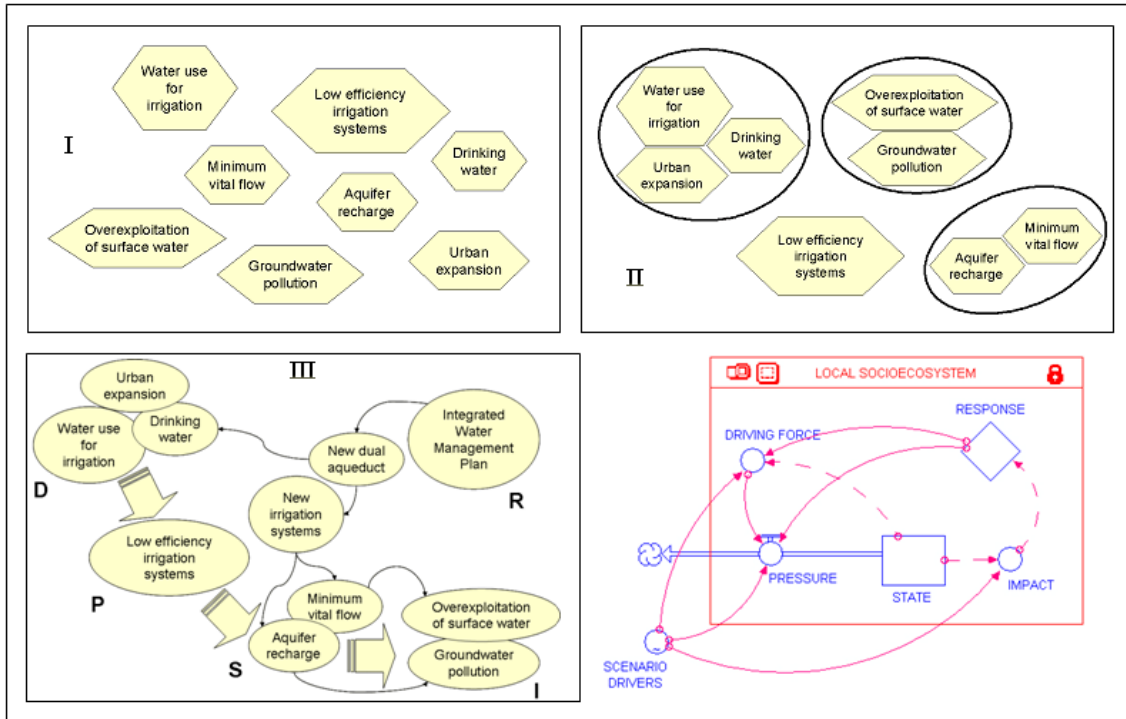 I
Water use
for
irrigation
Low efficiency
irrigation
systems
Minimum
vital flow
Drinking
water
Aquifer
recharge
Overexploitation
of surface water
Groundwater
pollution
Urban
expansion
II
Water use
for
irrigation
Drinking
water
Urban
expansion
Overexploitation
of surface water
Groundwater
pollution
Low efficiency
irrigation
systems
Minimum
vital flow
Aquifer
recharge
III
Urban
expansion
Water use
for
irrigation
Drinking
water
D
New dual
aqueduct
Integrated
Water
Management
Plan
R
New
irrigation
systems
Low efficiency
irrigation
systems
P
Minimum
vital flow
Aquifer
recharge
S
Overexploitation
of surface water
Groundwater
pollution
I
LOCAL SOCIOECOSYSTEM
RESPONSE
DRIVING FORCE
PRESSURE
STATE
IMPACT
~
SCENARIO
DRIVERS